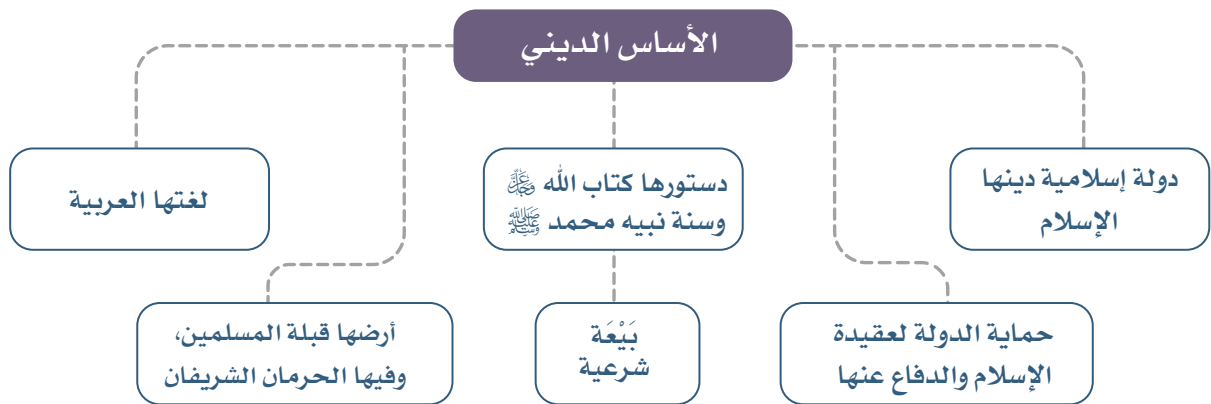 الأساس الديني
دولة إسلامية دينها
الإسلام
دستورها كتاب الله ﷻ
وسنة نبيه محمد ﷺ
لغتها العربية
حماية الدولة لعقيدة
الإسلام والدفاع عنها
بَيْعَة
شرعية
أرضها قبلة المسلمين،
وفيها الحرمان الشريفان